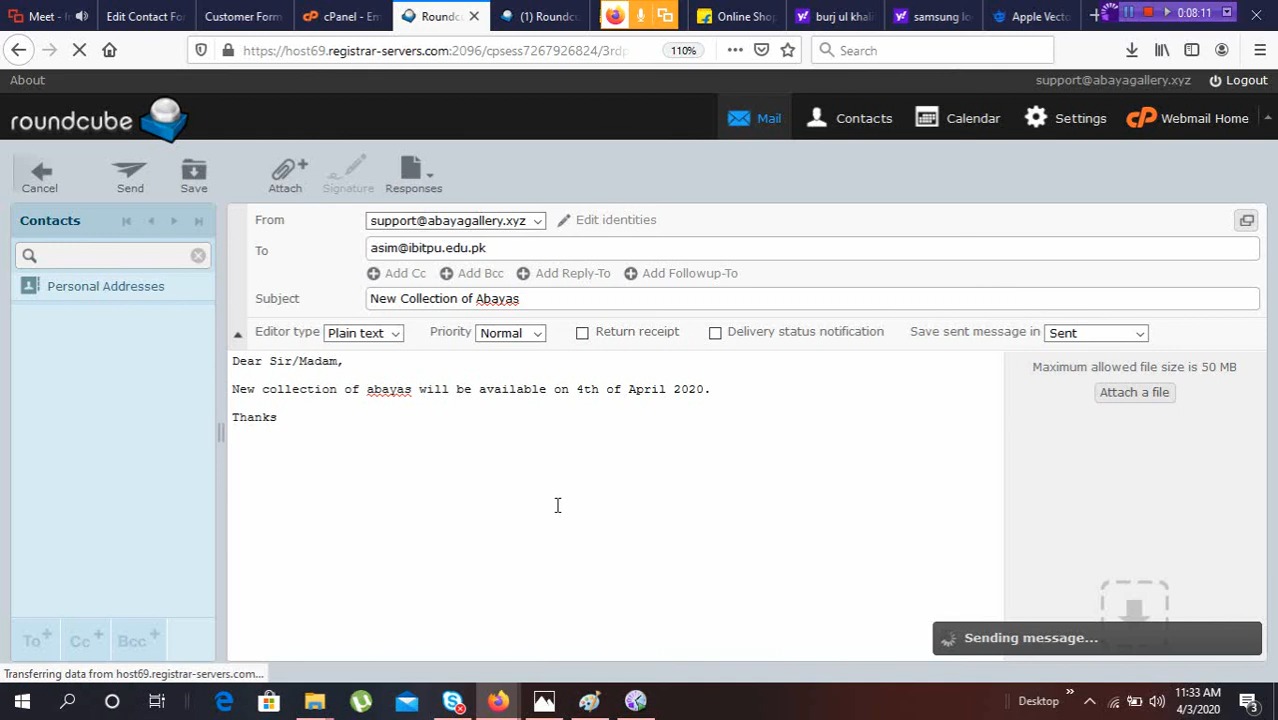 Meet - In
Edit Contact Fo
Customer Form
cPanel - Em
Roundc
(1) Roundc
Online Shop
burj ul khali
samsung lo
Apple Vecto
0:08:11
https://host69.registrar-servers.com:2096/cpsess7267926824/3rdp
110%
Search
About
support@abayagallery.xyz
Logout
roundcube
Mail
Contacts
Calendar
Settings
cP Webmail Home
Cancel
Send
Save
Attach
Signature
Responses
Contacts
Personal Addresses
From
support@abayagallery.xyz
Edit identities
To
asim@ibitpu.edu.pk
Add Cc
Add Bcc
Add Reply-To
Add Followup-To
Subject
New Collection of Abayas
Editor type
Plain text
Priority
Normal
Return receipt
Delivery status notification
Save sent message in
Sent
Dear Sir/Madam,
New collection of abayas will be available on 4th of April 2020.
Thanks
Maximum allowed file size is 50 MB
Attach a file
To+
Cc+
Bcc+
Sending message...
Transferring data from host69.registrar-servers.com...
Desktop
11:33 AM
4/3/2020
3